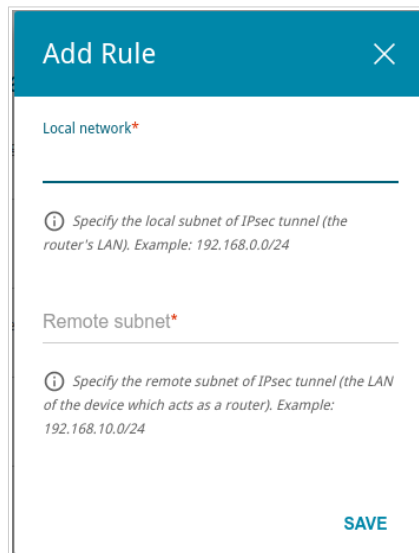 Add Rule
Local network*
Specify the local subnet of IPsec tunnel (the
router's LAN). Example: 192.168.0.0/24
Remote subnet*
Specify the remote subnet of IPsec tunnel (the LAN
of the device which acts as a router). Example:
192.168.10.0/24
SAVE